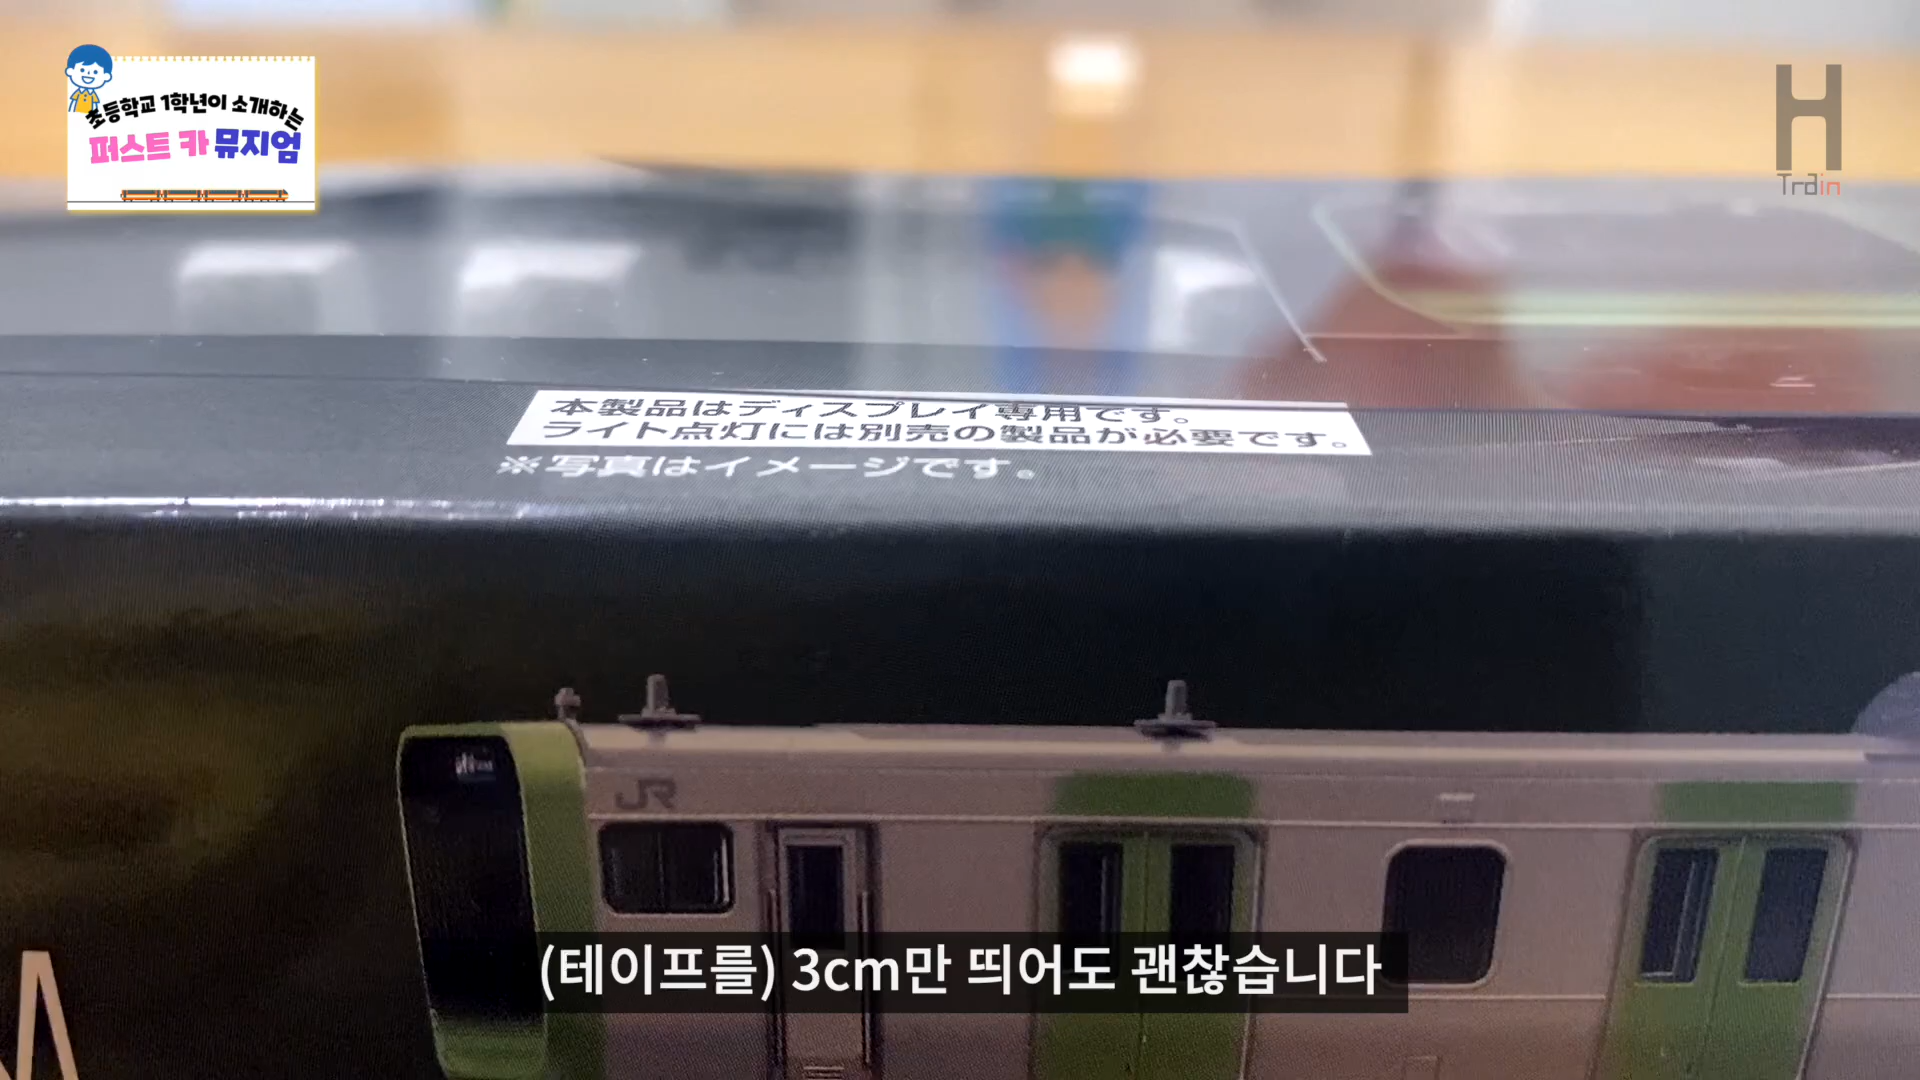 초등학교 1학년이 소개하는
퍼스트 카 뮤지엄
H
Train
本製品はディスプレイ専用です。
ライト点灯には別売の製品が必要です。
※写真はイメージです。
JR
(테이프를) 3cm만 띄어도 괜찮습니다